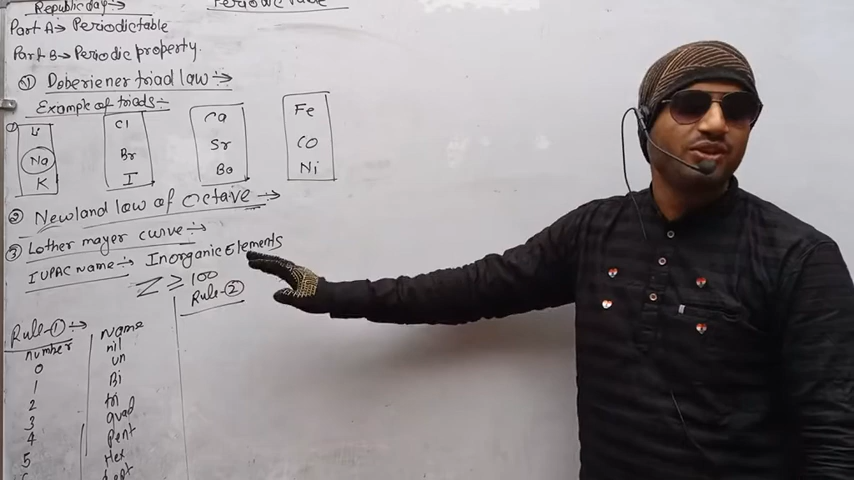 Republic day→
Periodic Table
Part A→ Periodictable
Part B→ Periodic property.
① Doberiener triad law÷→
Example of triads÷
① Li Na K
Cl Br I
Ca Sr Ba
Fe CO Ni
② Newland law of Octave÷→
③ Lother mayer curve÷→
IUPAC name÷→ Inorganic Elements
Z ≥ 100
Rule-①÷→
Rule-②
number Name
0 nil
1 un
2 Bi
3 tri
4 quad
5 Pent
Hex